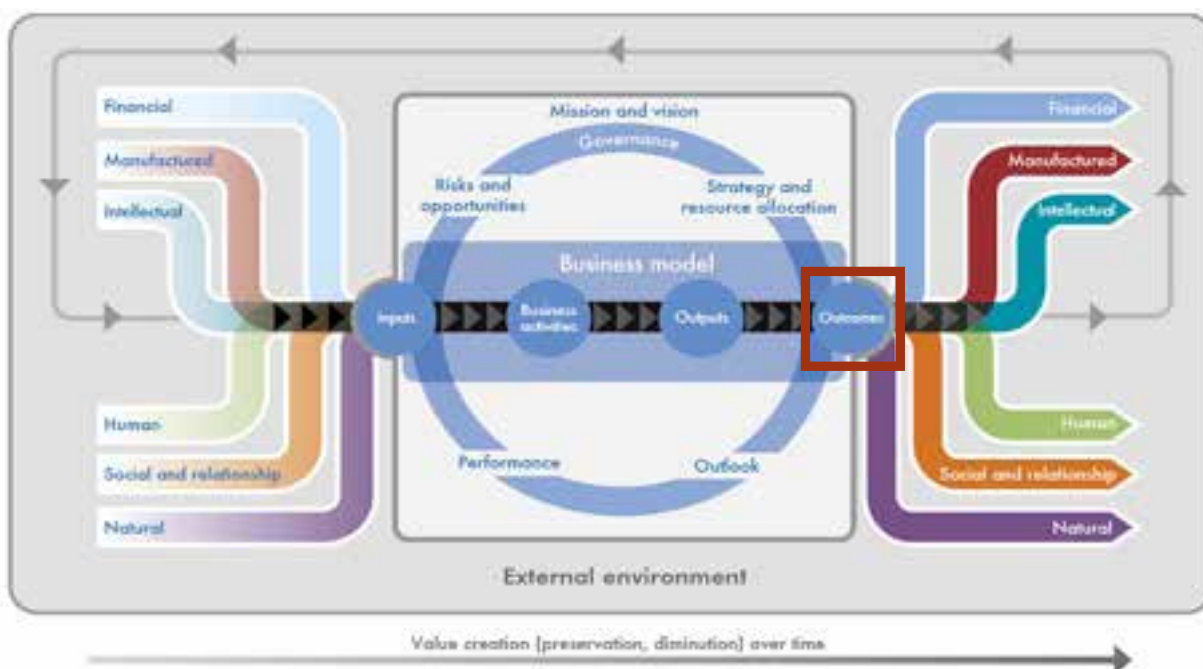 Financial
Manufactured
Intellectual
Human
Social and relationship
Natural
Mission and vision
Governance
Risks and
opportunities
Strategy and
resource allocation
Business model
Inputs
Business
activities
Outputs
Outcomes
Performance
Outlook
Financial
Manufactured
Intellectual
Human
Social and relationship
Natural
External environment
Value creation (preservation, diminution) over time